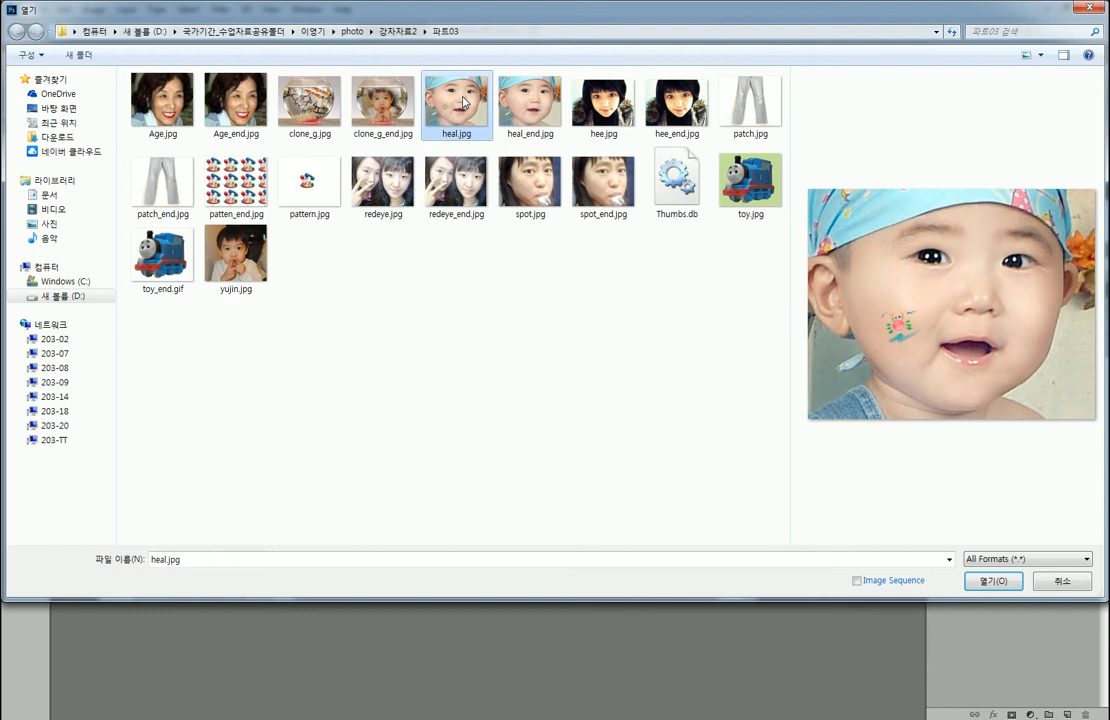 열기
컴퓨터 ▸ 새 볼륨 (D:) ▸ 국가기간_수업자료공유폴더 ▸ 이영기 ▸ photo ▸ 강자자료2 ▸ 파트03
파트03 검색
구성 새 폴더
즐겨찾기
OneDrive
바탕 화면
최근 위치
다운로드
네이버 클라우드
라이브러리
문서
비디오
사진
음악
컴퓨터
Windows (C:)
새 볼륨 (D:)
네트워크
203-02
203-07
203-08
203-09
203-14
203-18
203-20
203-TT
Age.jpg Age_end.jpg clone_g.jpg clone_g_end.jpg heal.jpg heal_end.jpg hee.jpg hee_end.jpg patch.jpg
patch_end.jpg patten_end.jpg pattern.jpg redeye.jpg redeye_end.jpg spot.jpg spot_end.jpg Thumbs.db toy.jpg
toy_end.gif yujin.jpg
파일 이름(N): heal.jpg
All Formats (*.*)
Image Sequence
열기(O) 취소